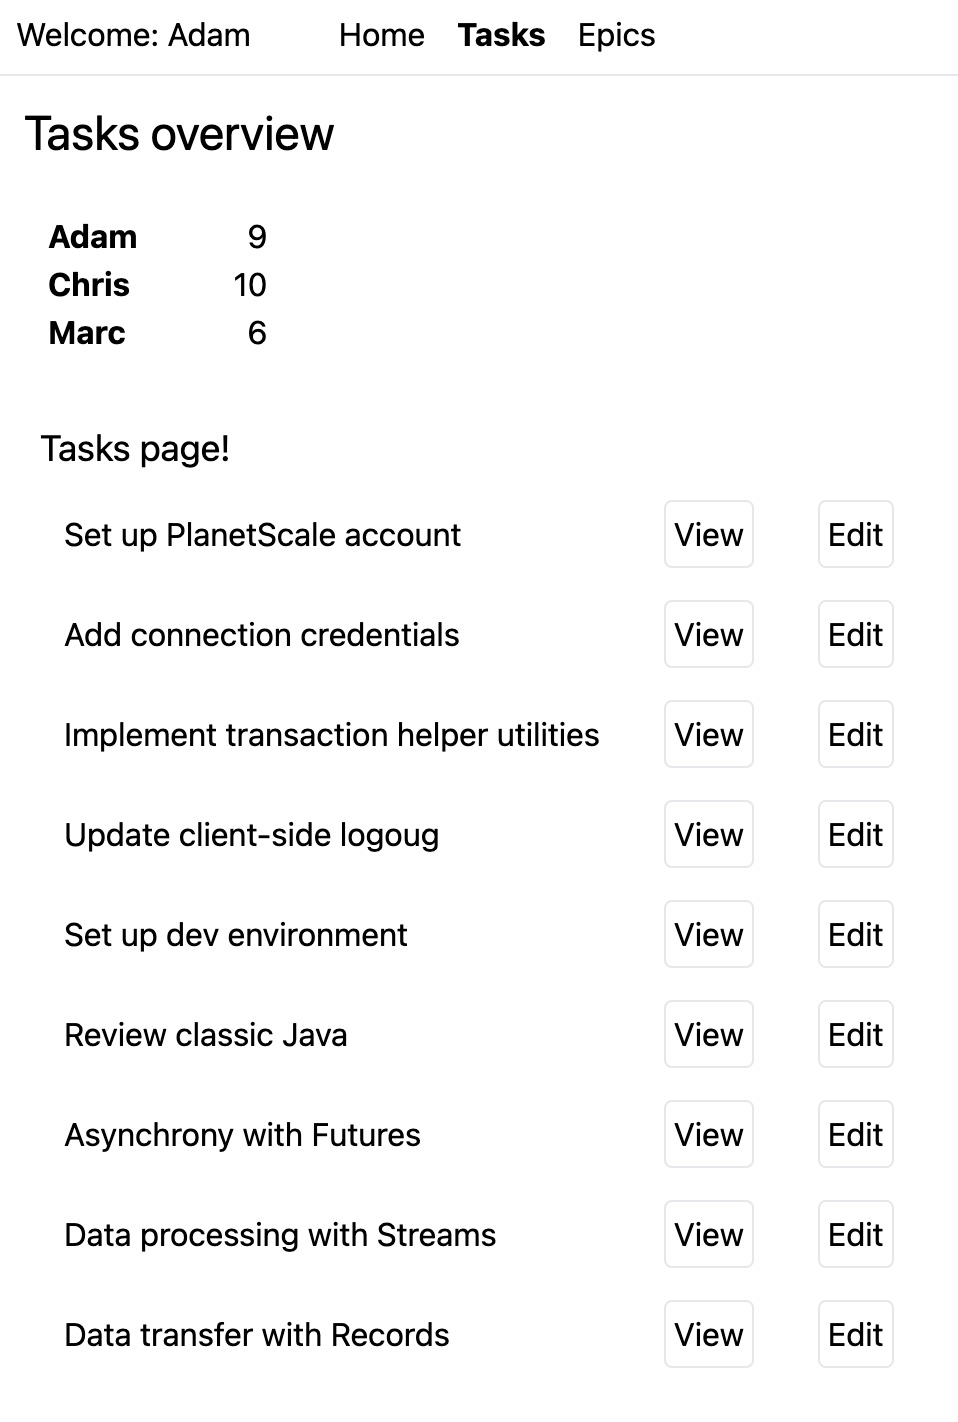 Welcome: Adam Home Tasks Epics
Tasks overview
Adam 9
Chris 10
Marc 6
Tasks page!
Set up PlanetScale account View Edit
Add connection credentials View Edit
Implement transaction helper utilities View Edit
Update client-side logoug View Edit
Set up dev environment View Edit
Review classic Java View Edit
Asynchrony with Futures View Edit
Data processing with Streams View Edit
Data transfer with Records View Edit